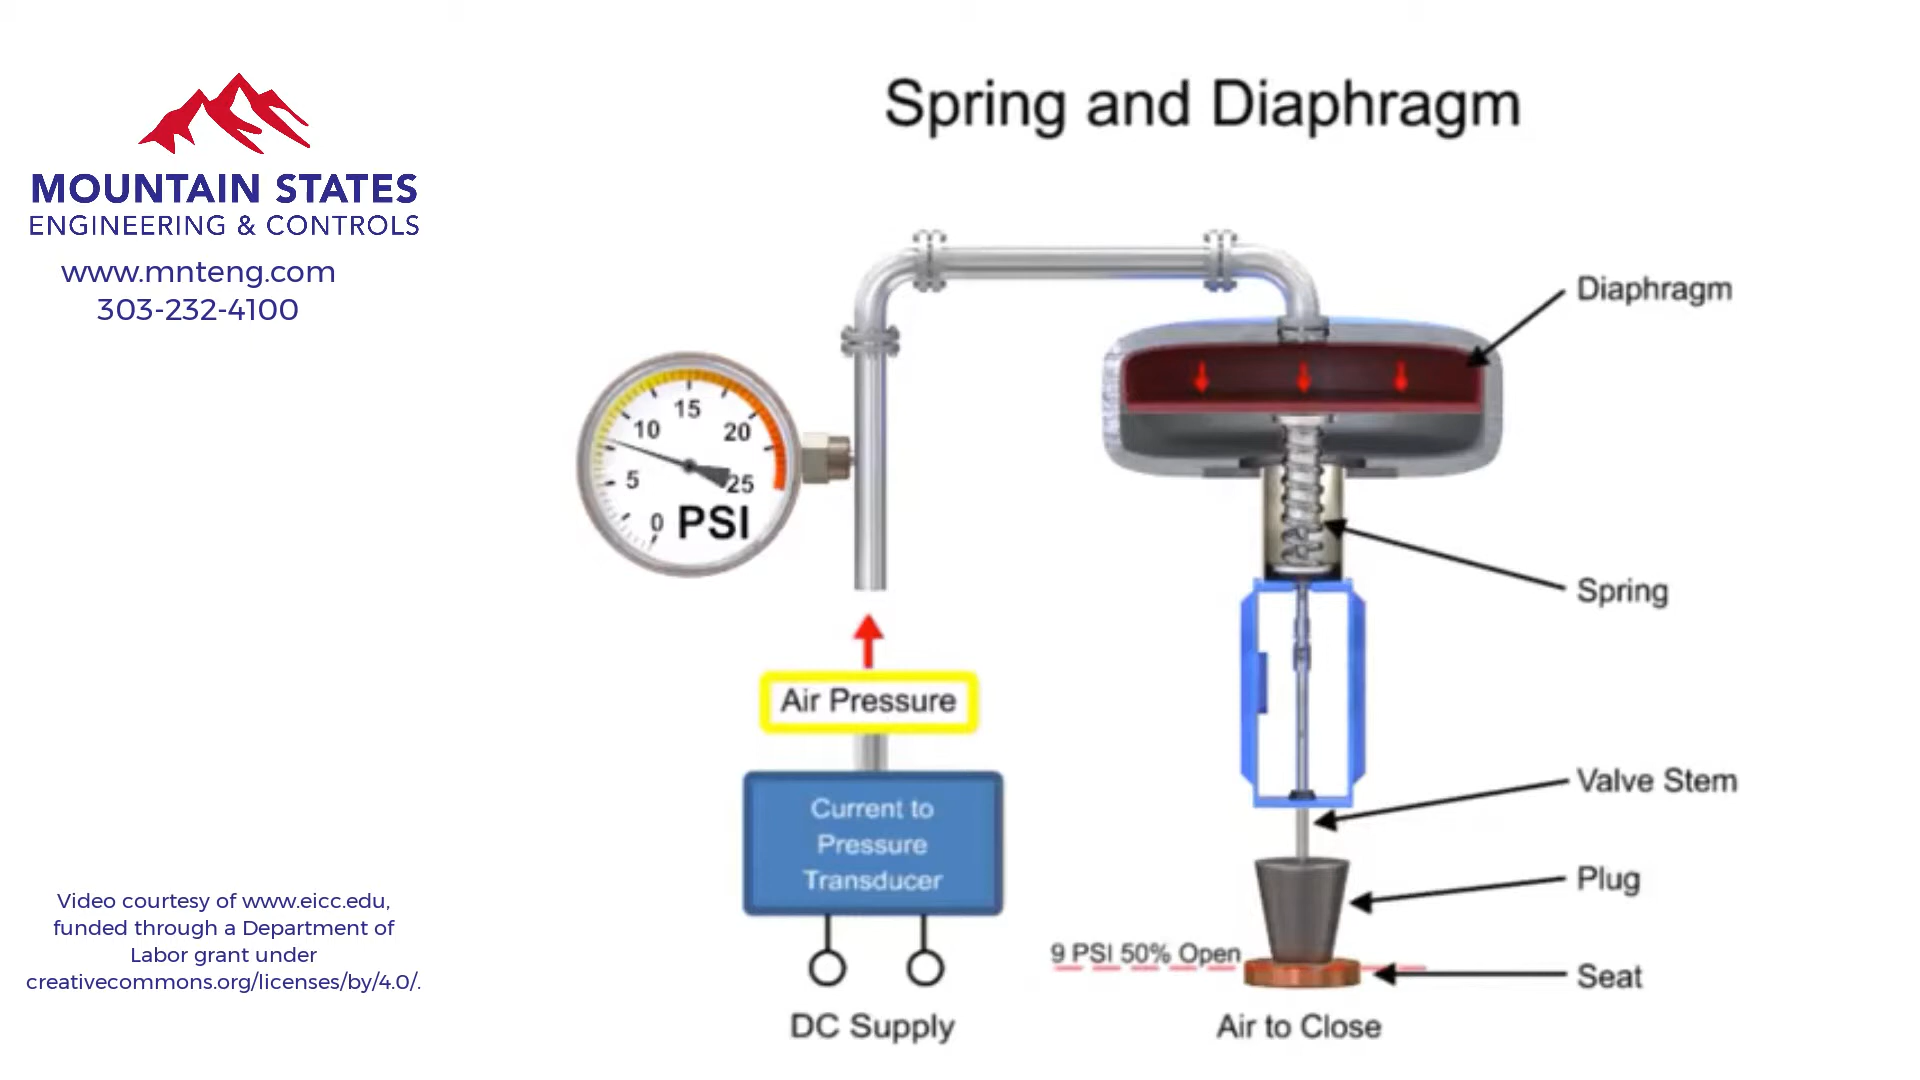 MOUNTAIN STATES
ENGINEERING & CONTROLS
www.mnteng.com
303-232-4100
Spring and Diaphragm
Diaphragm
15
10
20
5
25
0
PSI
Spring
Air Pressure
Valve Stem
Current to
Pressure
Transducer
Plug
9 PSI 50% Open
Seat
DC Supply
Air to Close
Video courtesy of www.eicc.edu,
funded through a Department of
Labor grant under
creativecommons.org/licenses/by/4.0/.